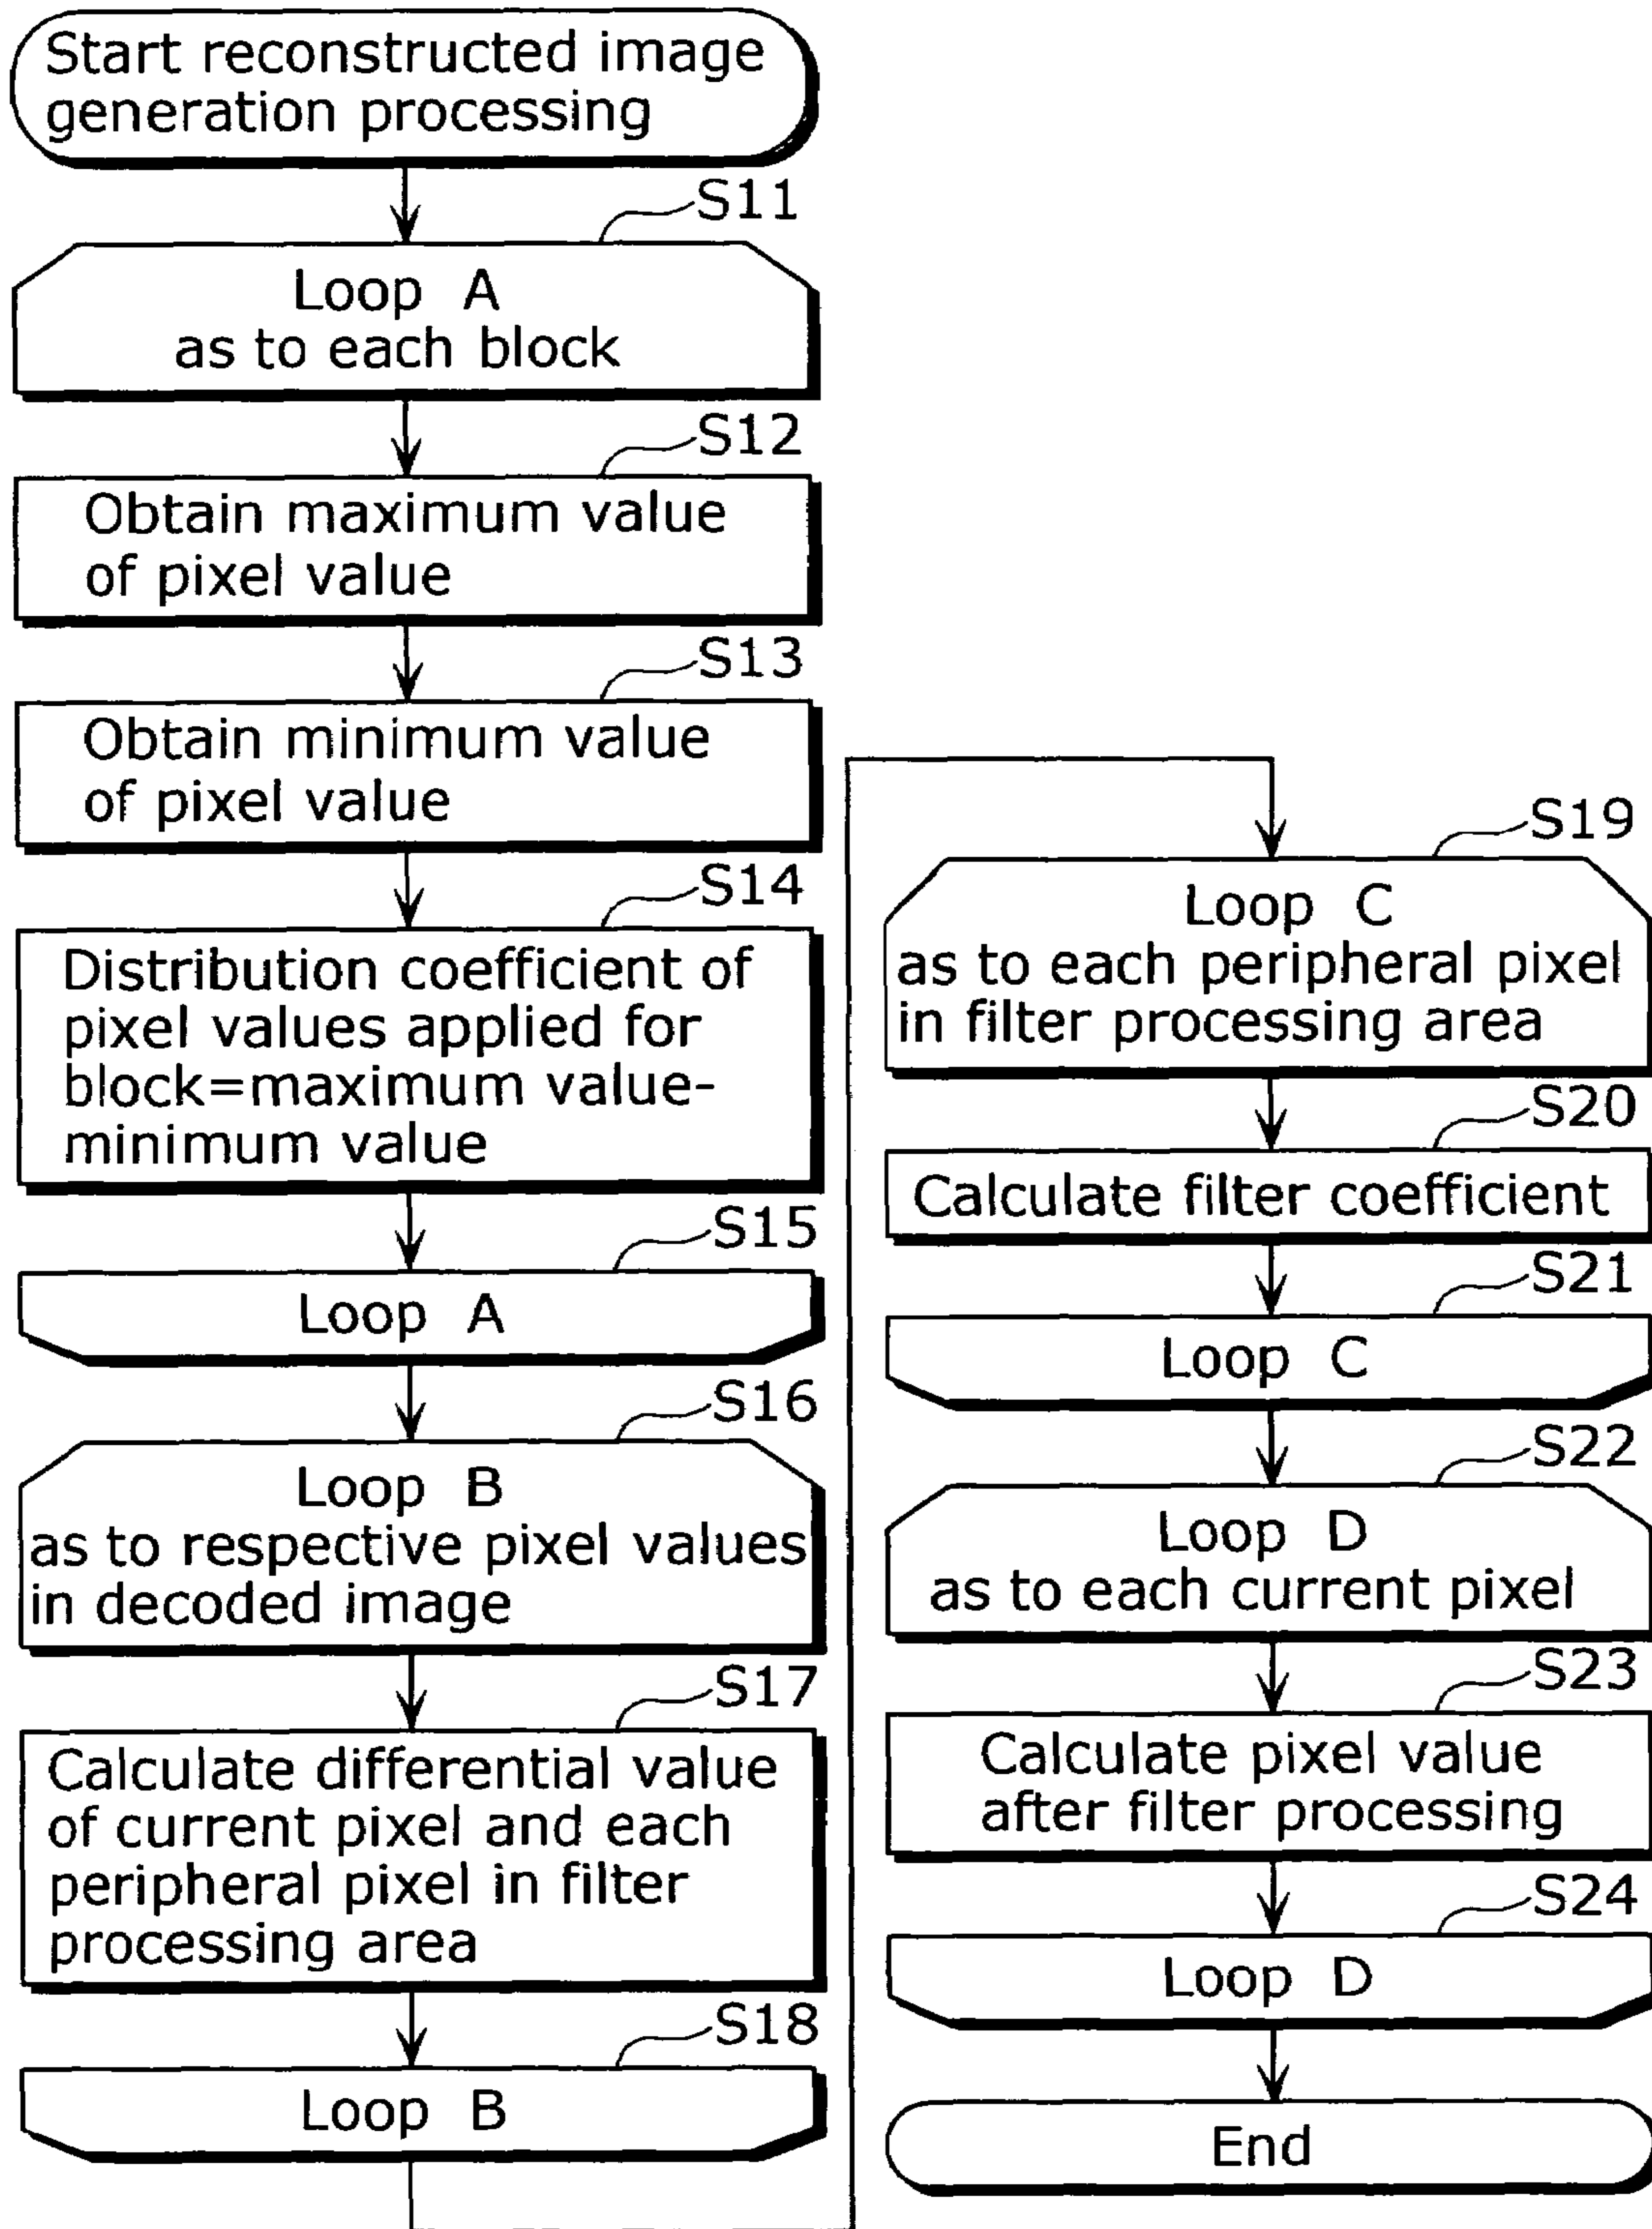 Start reconstructed image
generation processing
S11
Loop A
as to each block
S12
Obtain maximum value
of pixel value
S13
Obtain minimum value
of pixel value
S14
Distribution coefficient of
pixel values applied for
block=maximum value-
minimum value
S15
Loop A
S16
Loop B
as to respective pixel values
in decoded image
S17
Calculate differential value
of current pixel and each
peripheral pixel in filter
processing area
S18
Loop B
S19
Loop C
as to each peripheral pixel
in filter processing area
S20
Calculate filter coefficient
S21
Loop C
S22
Loop D
as to each current pixel
S23
Calculate pixel value
after filter processing
S24
Loop D
End